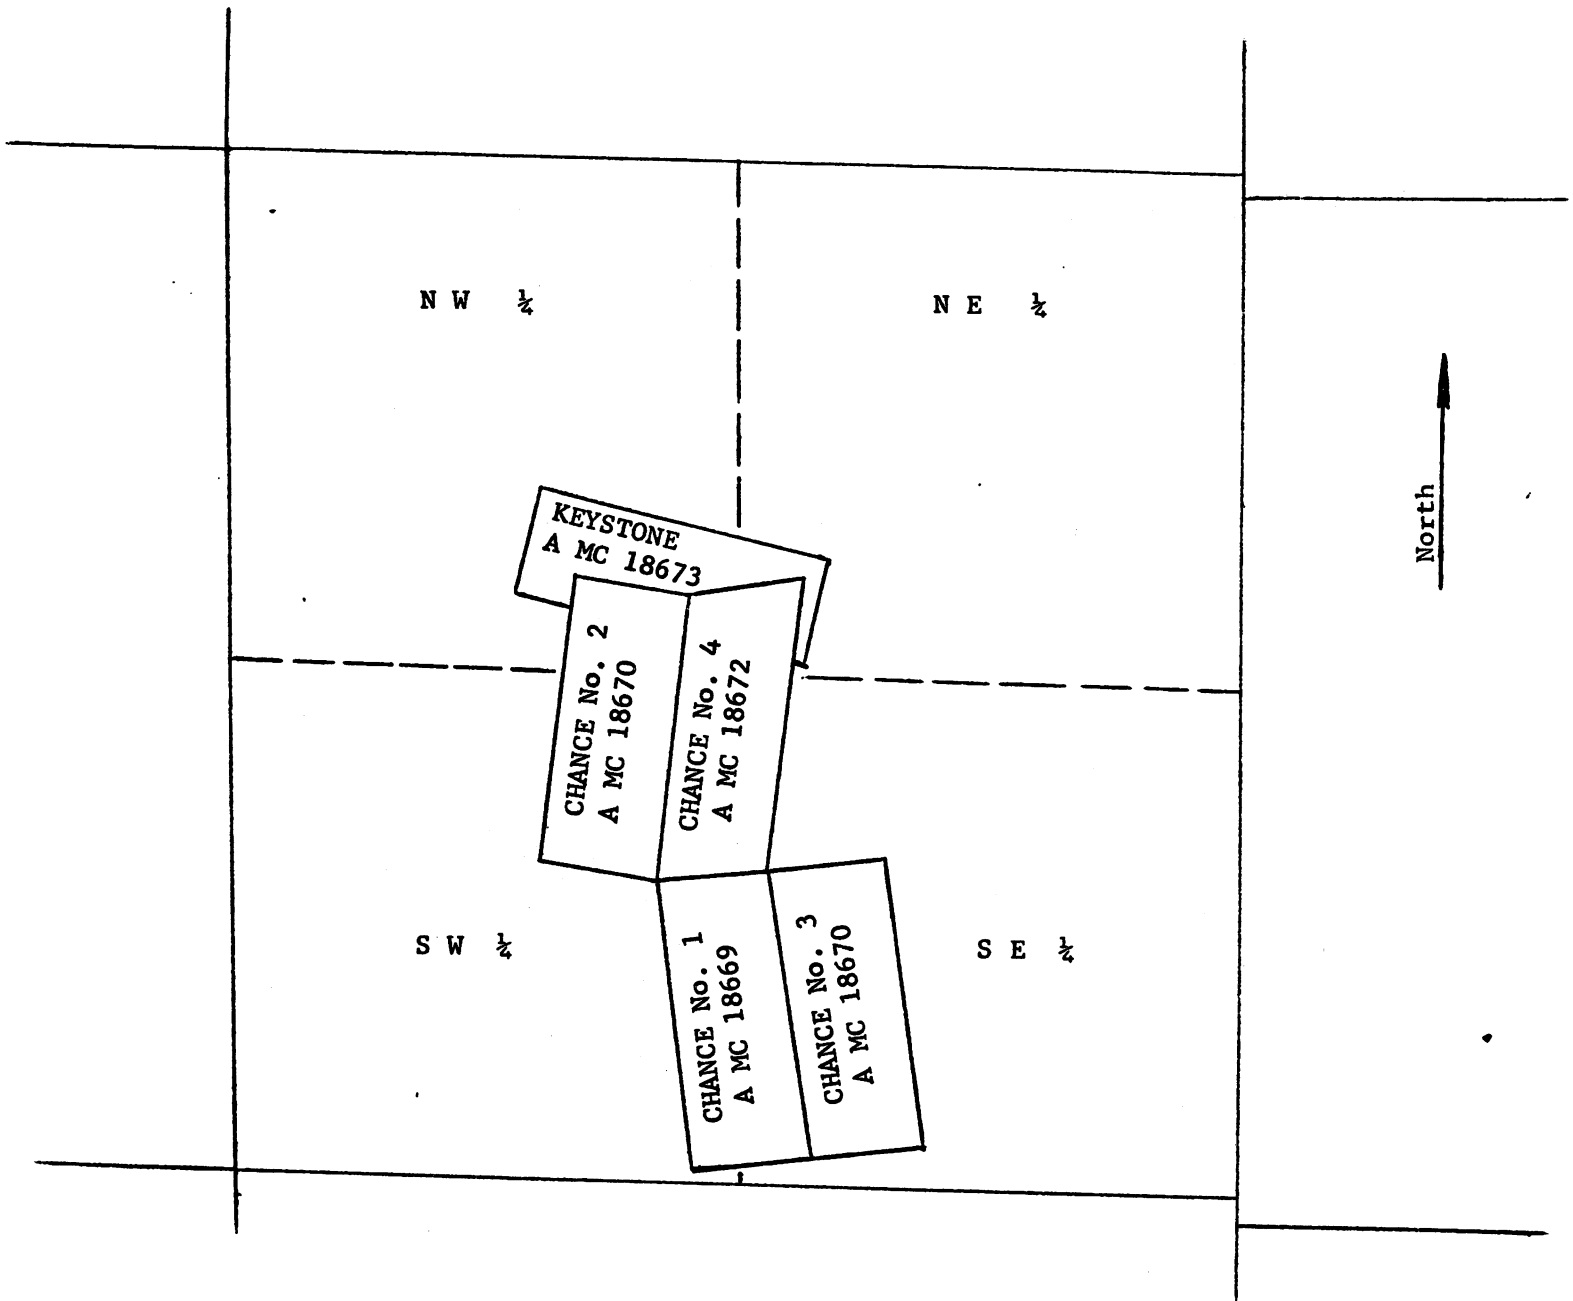 N W ¼
N E ¼
North
KEYSTONE
A MC 18673
CHANCE No. 2
A MC 18670
CHANCE No. 4
A MC 18672
S W ¼
CHANCE No. 1
A MC 18669
CHANCE No. 3
A MC 18670
S E ¼